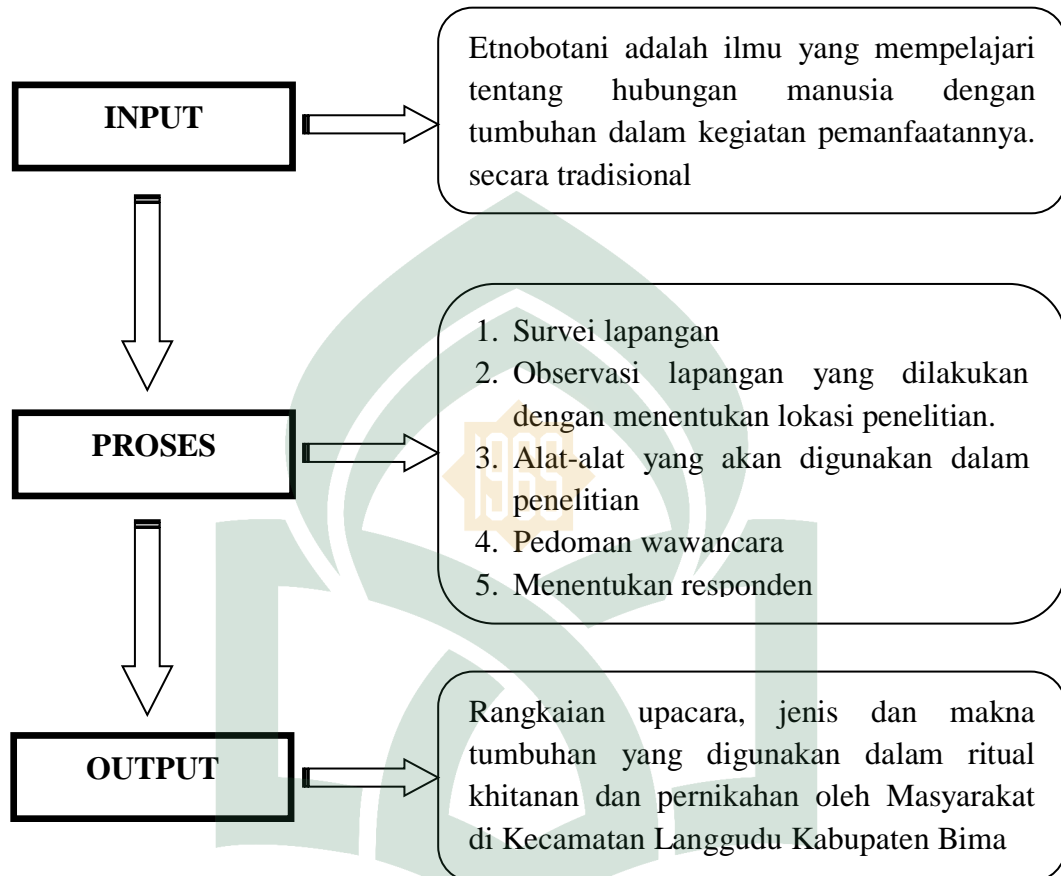 INPUT
Etnobotani adalah ilmu yang mempelajari
tentang hubungan manusia dengan
tumbuhan dalam kegiatan pemanfaatannya.
secara tradisional
PROSES
1. Survei lapangan
2. Observasi lapangan yang dilakukan
dengan menentukan lokasi penelitian.
3. Alat-alat yang akan digunakan dalam
penelitian
4. Pedoman wawancara
5. Menentukan responden
1965
OUTPUT
Rangkaian upacara, jenis dan makna
tumbuhan yang digunakan dalam ritual
khitanan dan pernikahan oleh Masyarakat
di Kecamatan Langgudu Kabupaten Bima